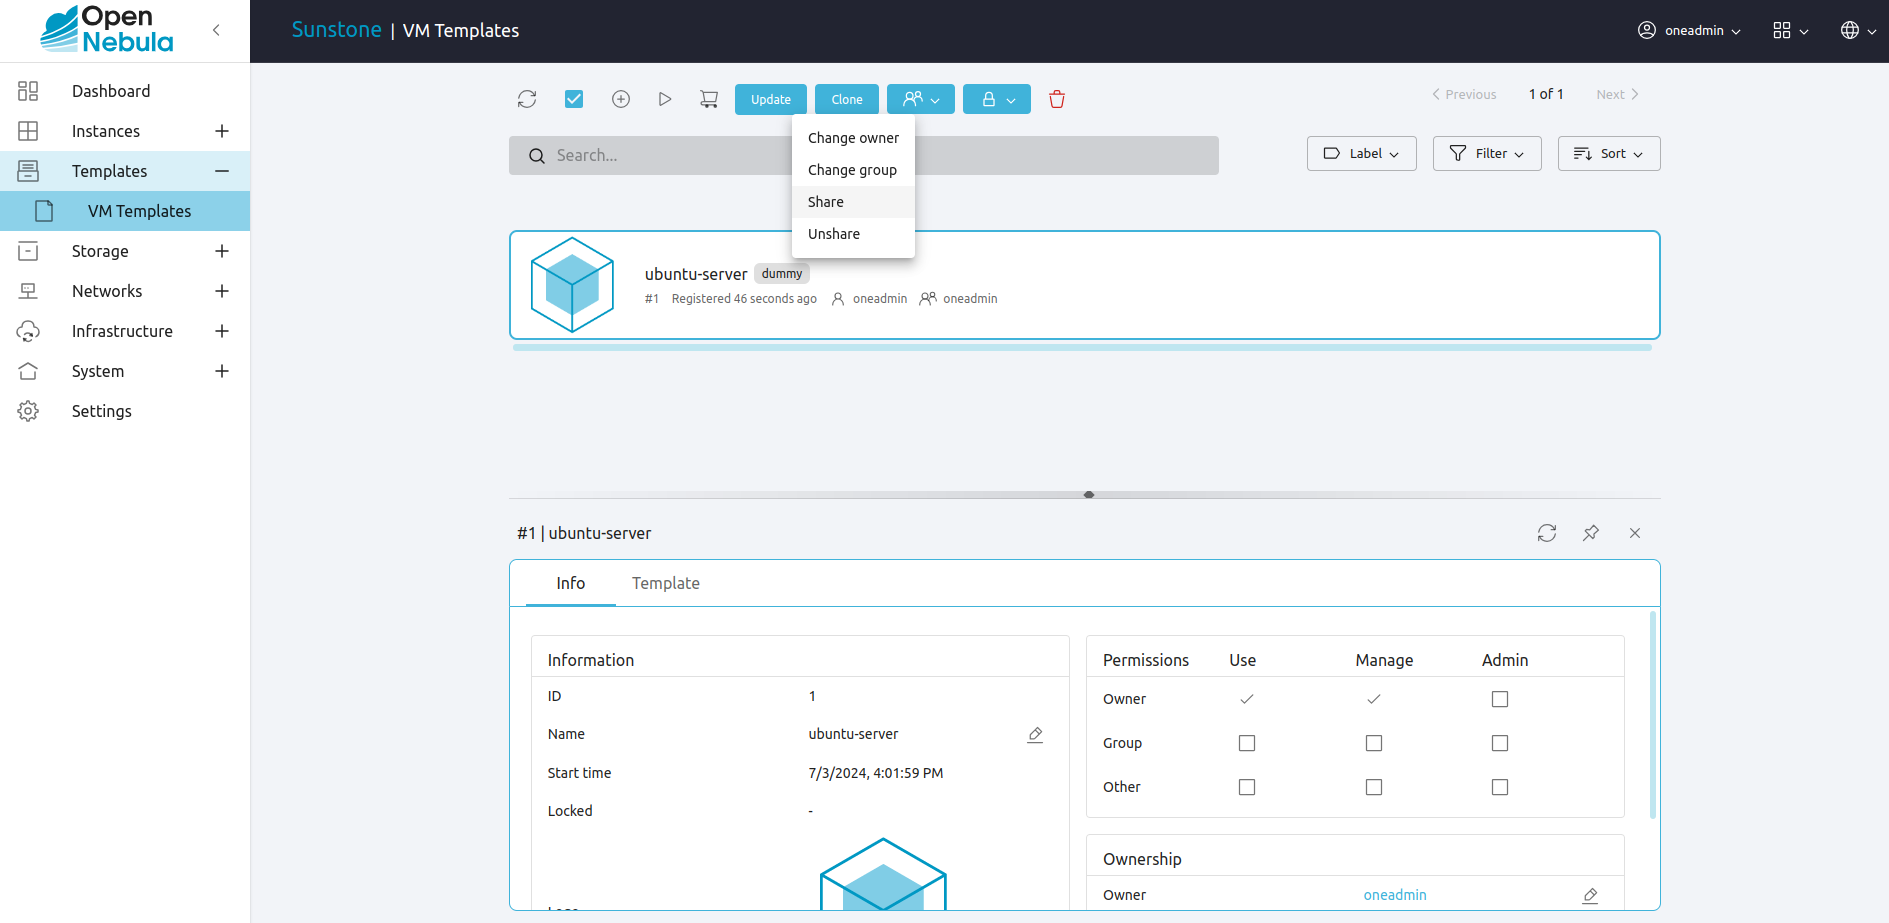 Open
Nebula
Sunstone | VM Templates
oneadmin
Dashboard
Instances
Templates
VM Templates
Storage
Networks
Infrastructure
System
Settings
Update
Clone
Previous
1 of 1
Next
Change owner
Change group
Share
Unshare
Search...
Label
Filter
Sort
ubuntu-server dummy
#1 Registered 46 seconds ago oneadmin oneadmin
#1 | ubuntu-server
Info
Template
Information
ID 1
Name ubuntu-server
Start time 7/3/2024, 4:01:59 PM
Locked -
Permissions Use Manage Admin
Owner
Group
Other
Ownership
Owner oneadmin